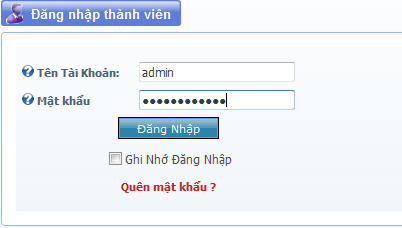 Đăng nhập thành viên
Tên Tài Khoản: admin
Mật khẩu ●●●●●●●●●●●●
Đăng Nhập
Ghi Nhớ Đăng Nhập
Quên mật khẩu ?